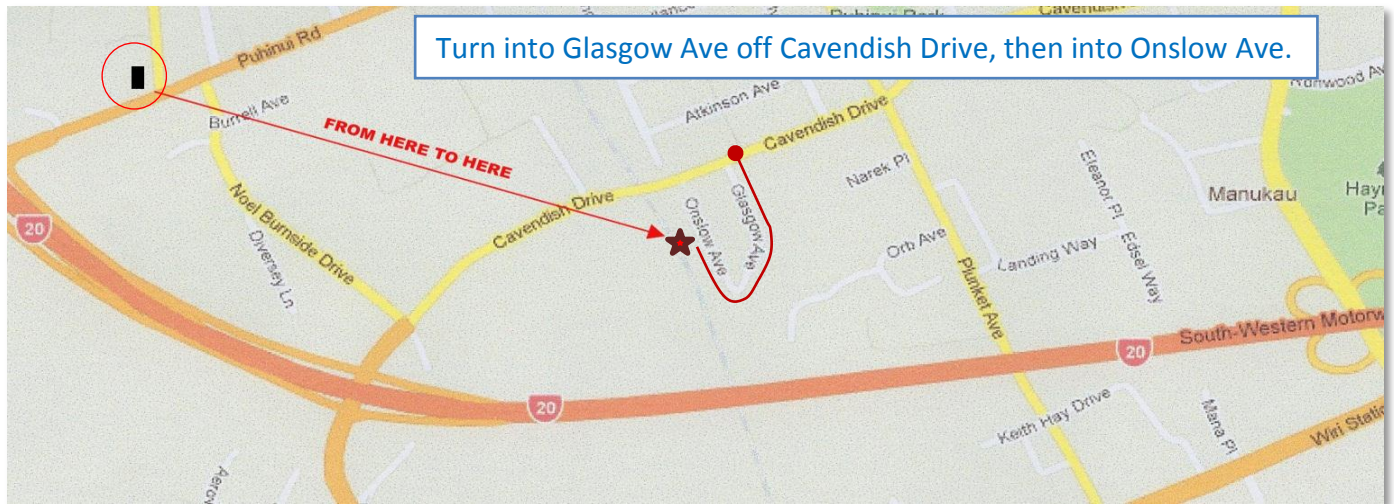 Cavendish
Puhinui Rd
Turn into Glasgow Ave off Cavendish Drive, then into Onslow Ave.
Burrell Ave
Atkinson Ave
FROM HERE TO HERE
Cavendish Drive
Narek Pl
Eleanor Pl
Manukau
Noel Burnside Drive
Diversey Ln
Cavendish Drive
Onslow Ave
Glasgow Ave
Orb Ave
Landing Way
Edsel Way
Plunket Ave
20
South-Western Motorw
20
20
Keith Hay Drive
Mana Pl
Wiri Static